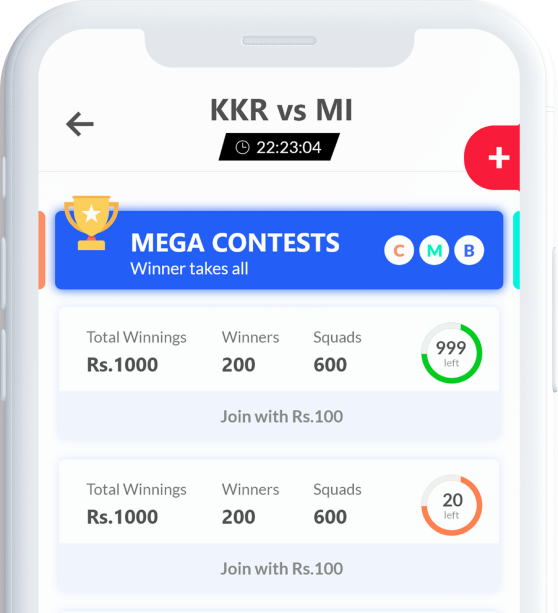 KKR vs MI
22:23:04
+
MEGA CONTESTS
Winner takes all
C M B
Total Winnings Winners Squads
Rs.1000 200 600
999
left
Join with Rs.100
Total Winnings Winners Squads
Rs.1000 200 600
20
left
Join with Rs.100